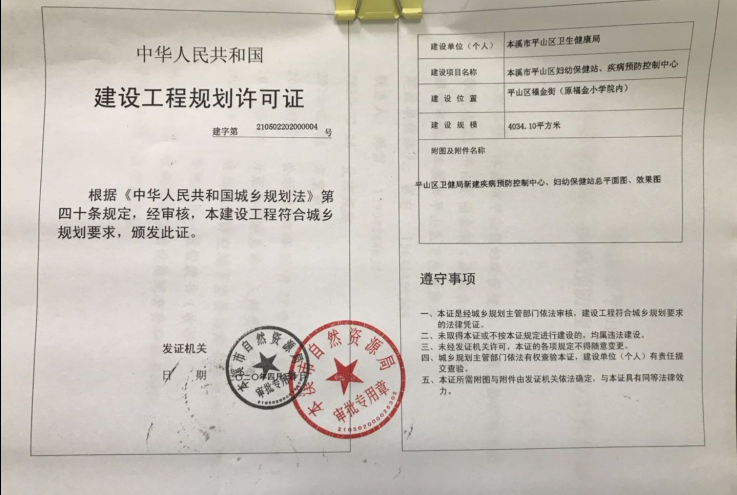 中华人民共和国
建设工程规划许可证
建字第 210502202000004 号
根据《中华人民共和国城乡规划法》第
四十条规定，经审核，本建设工程符合城乡
规划要求，颁发此证。
发证机关
日期
本溪市自然资源局
审批专用章
本溪市自然资源局
审批专用章
建设单位（个人） 本溪市平山区卫生健康局
建设项目名称 本溪市平山区妇幼保健站、疾病预防控制中心
建设位置 平山区福金街（原福金小学院内）
建设规模 4034.10平方米
附图及附件名称
平山区卫健局新建疾病预防控制中心、妇幼保健站总平面图、效果图
遵守事项
一、本证是经城乡规划主管部门依法审核，建设工程符合城乡规划要求
的法律凭证。
二、未取得本证或不按本证规定进行建设的，均属违法建设。
三、未经发证机关许可，本证的各项规定不得随意变更。
四、城乡规划主管部门依法有权查验本证，建设单位（个人）有责任提
交查验。
五、本证所需附图与附件由发证机关依法确定，与本证具有同等法律效
力。